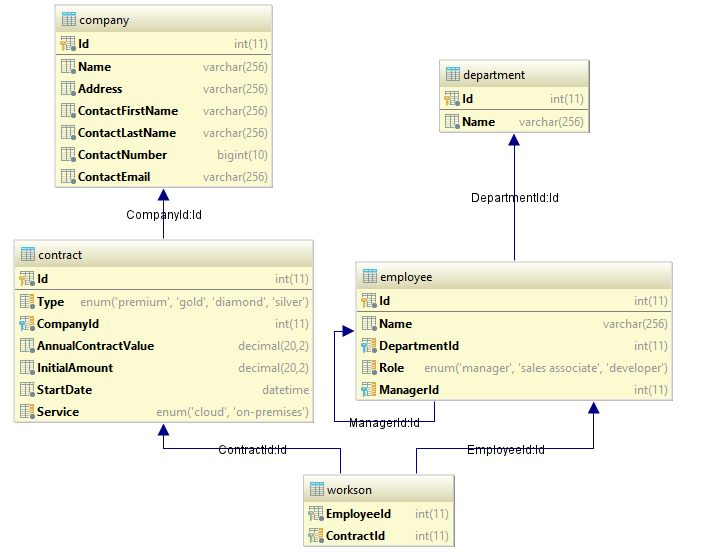 company
Id int(11)
Name varchar(256)
Address varchar(256)
ContactFirstName varchar(256)
ContactLastName varchar(256)
ContactNumber bigint(10)
ContactEmail varchar(256)
department
Id int(11)
Name varchar(256)
CompanyId:Id
DepartmentId:Id
contract
Id int(11)
Type enum('premium', 'gold', 'diamond', 'silver')
CompanyId int(11)
AnnualContractValue decimal(20,2)
InitialAmount decimal(20,2)
StartDate datetime
Service enum('cloud', 'on-premises')
employee
Id int(11)
Name varchar(256)
DepartmentId int(11)
Role enum('manager', 'sales associate', 'developer')
ManagerId int(11)
ManagerId:Id
ContractId:Id
EmployeeId:Id
workson
EmployeeId int(11)
ContractId int(11)